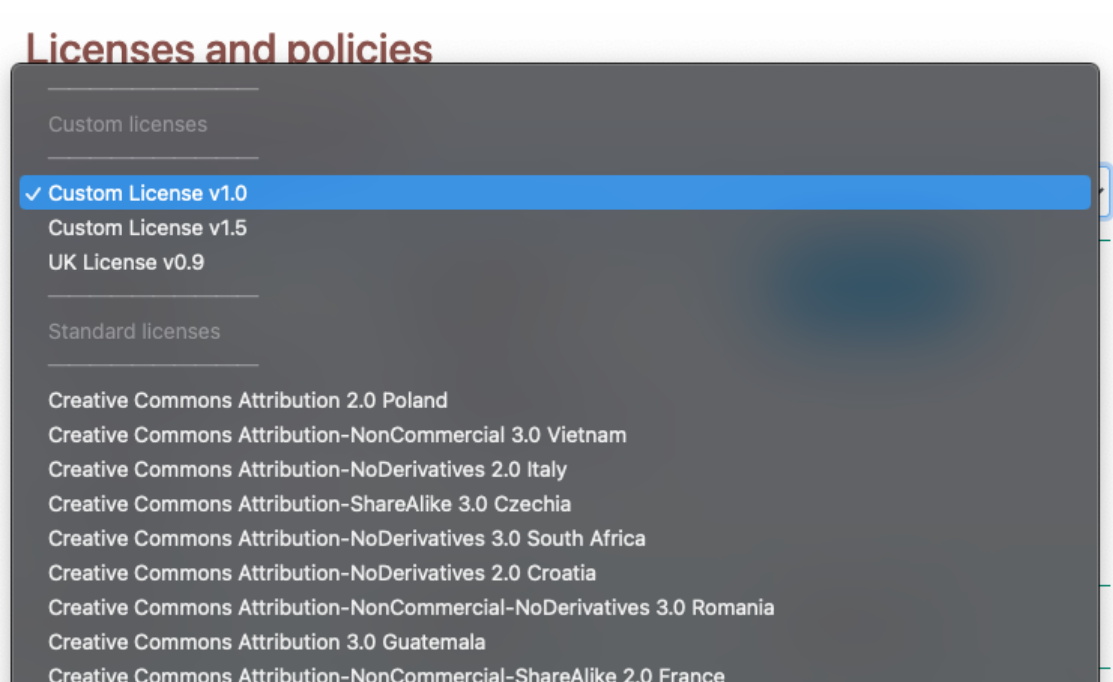 Licenses and policies
Custom licenses
✓ Custom License v1.0
Custom License v1.5
UK License v0.9
Standard licenses
Creative Commons Attribution 2.0 Poland
Creative Commons Attribution-NonCommercial 3.0 Vietnam
Creative Commons Attribution-NoDerivatives 2.0 Italy
Creative Commons Attribution-ShareAlike 3.0 Czechia
Creative Commons Attribution-NoDerivatives 3.0 South Africa
Creative Commons Attribution-NoDerivatives 2.0 Croatia
Creative Commons Attribution-NonCommercial-NoDerivatives 3.0 Romania
Creative Commons Attribution 3.0 Guatemala
Creative Commons Attribution-NonCommercial-ShareAlike 2.0 France